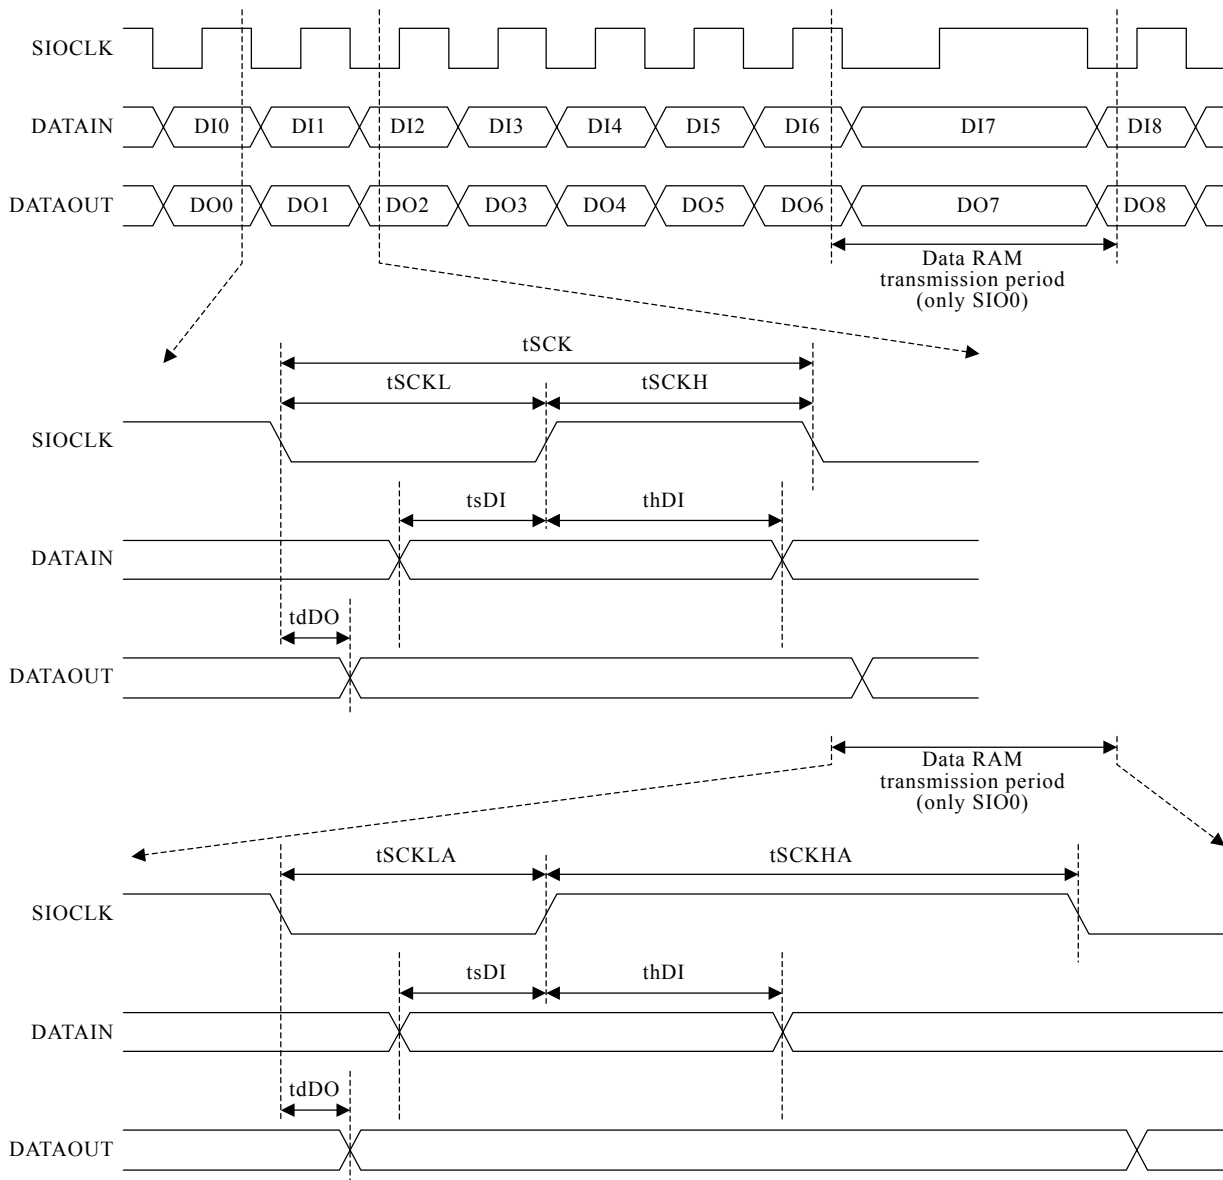 SIOCLK
DATAIN DI0 DI1 DI2 DI3 DI4 DI5 DI6 DI7 DI8
DATAOUT DO0 DO1 DO2 DO3 DO4 DO5 DO6 DO7 DO8
Data RAM
transmission period
(only SIO0)
tSCK
tSCKL tSCKH
SIOCLK
tsDI thDI
DATAIN
tdDO
DATAOUT
Data RAM
transmission period
(only SIO0)
tSCKLA tSCKHA
SIOCLK
tsDI thDI
DATAIN
tdDO
DATAOUT